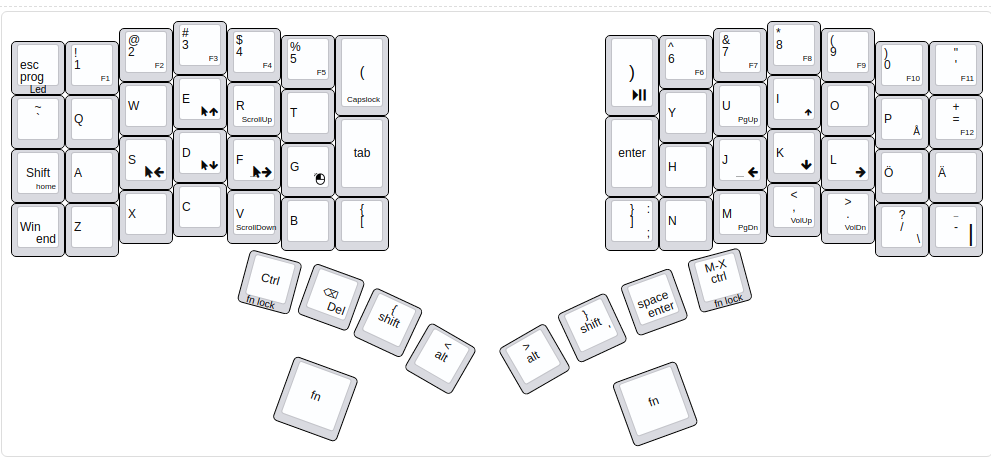 esc
prog
Led
!
1 F1
@
2 F2
#
3 F3
$
4 F4
%
5 F5
(
Capslock
)
^
6 F6
&
7 F7
*
8 F8
(
9 F9
)
0 F10
"
' F11
~
`
Q
W
E
R
ScrollUp
T
tab
Y
U
PgUp
I
O
P
Å
+
=
F12
Shift
home
A
S
D
F _
G
enter
H
J _
K
L
Ö
Ä
Win
end
Z
X
C
V
ScrollDown
B
{
[
} :
] ;
N
M
PgDn
<
,
VolUp
>
.
VolDn
?
/
\
_
- |
Ctrl
fn lock
⌫
Del
{
shift
<
alt
>
alt
}
shift '
space
enter
M-X
ctrl
fn lock
fn
fn